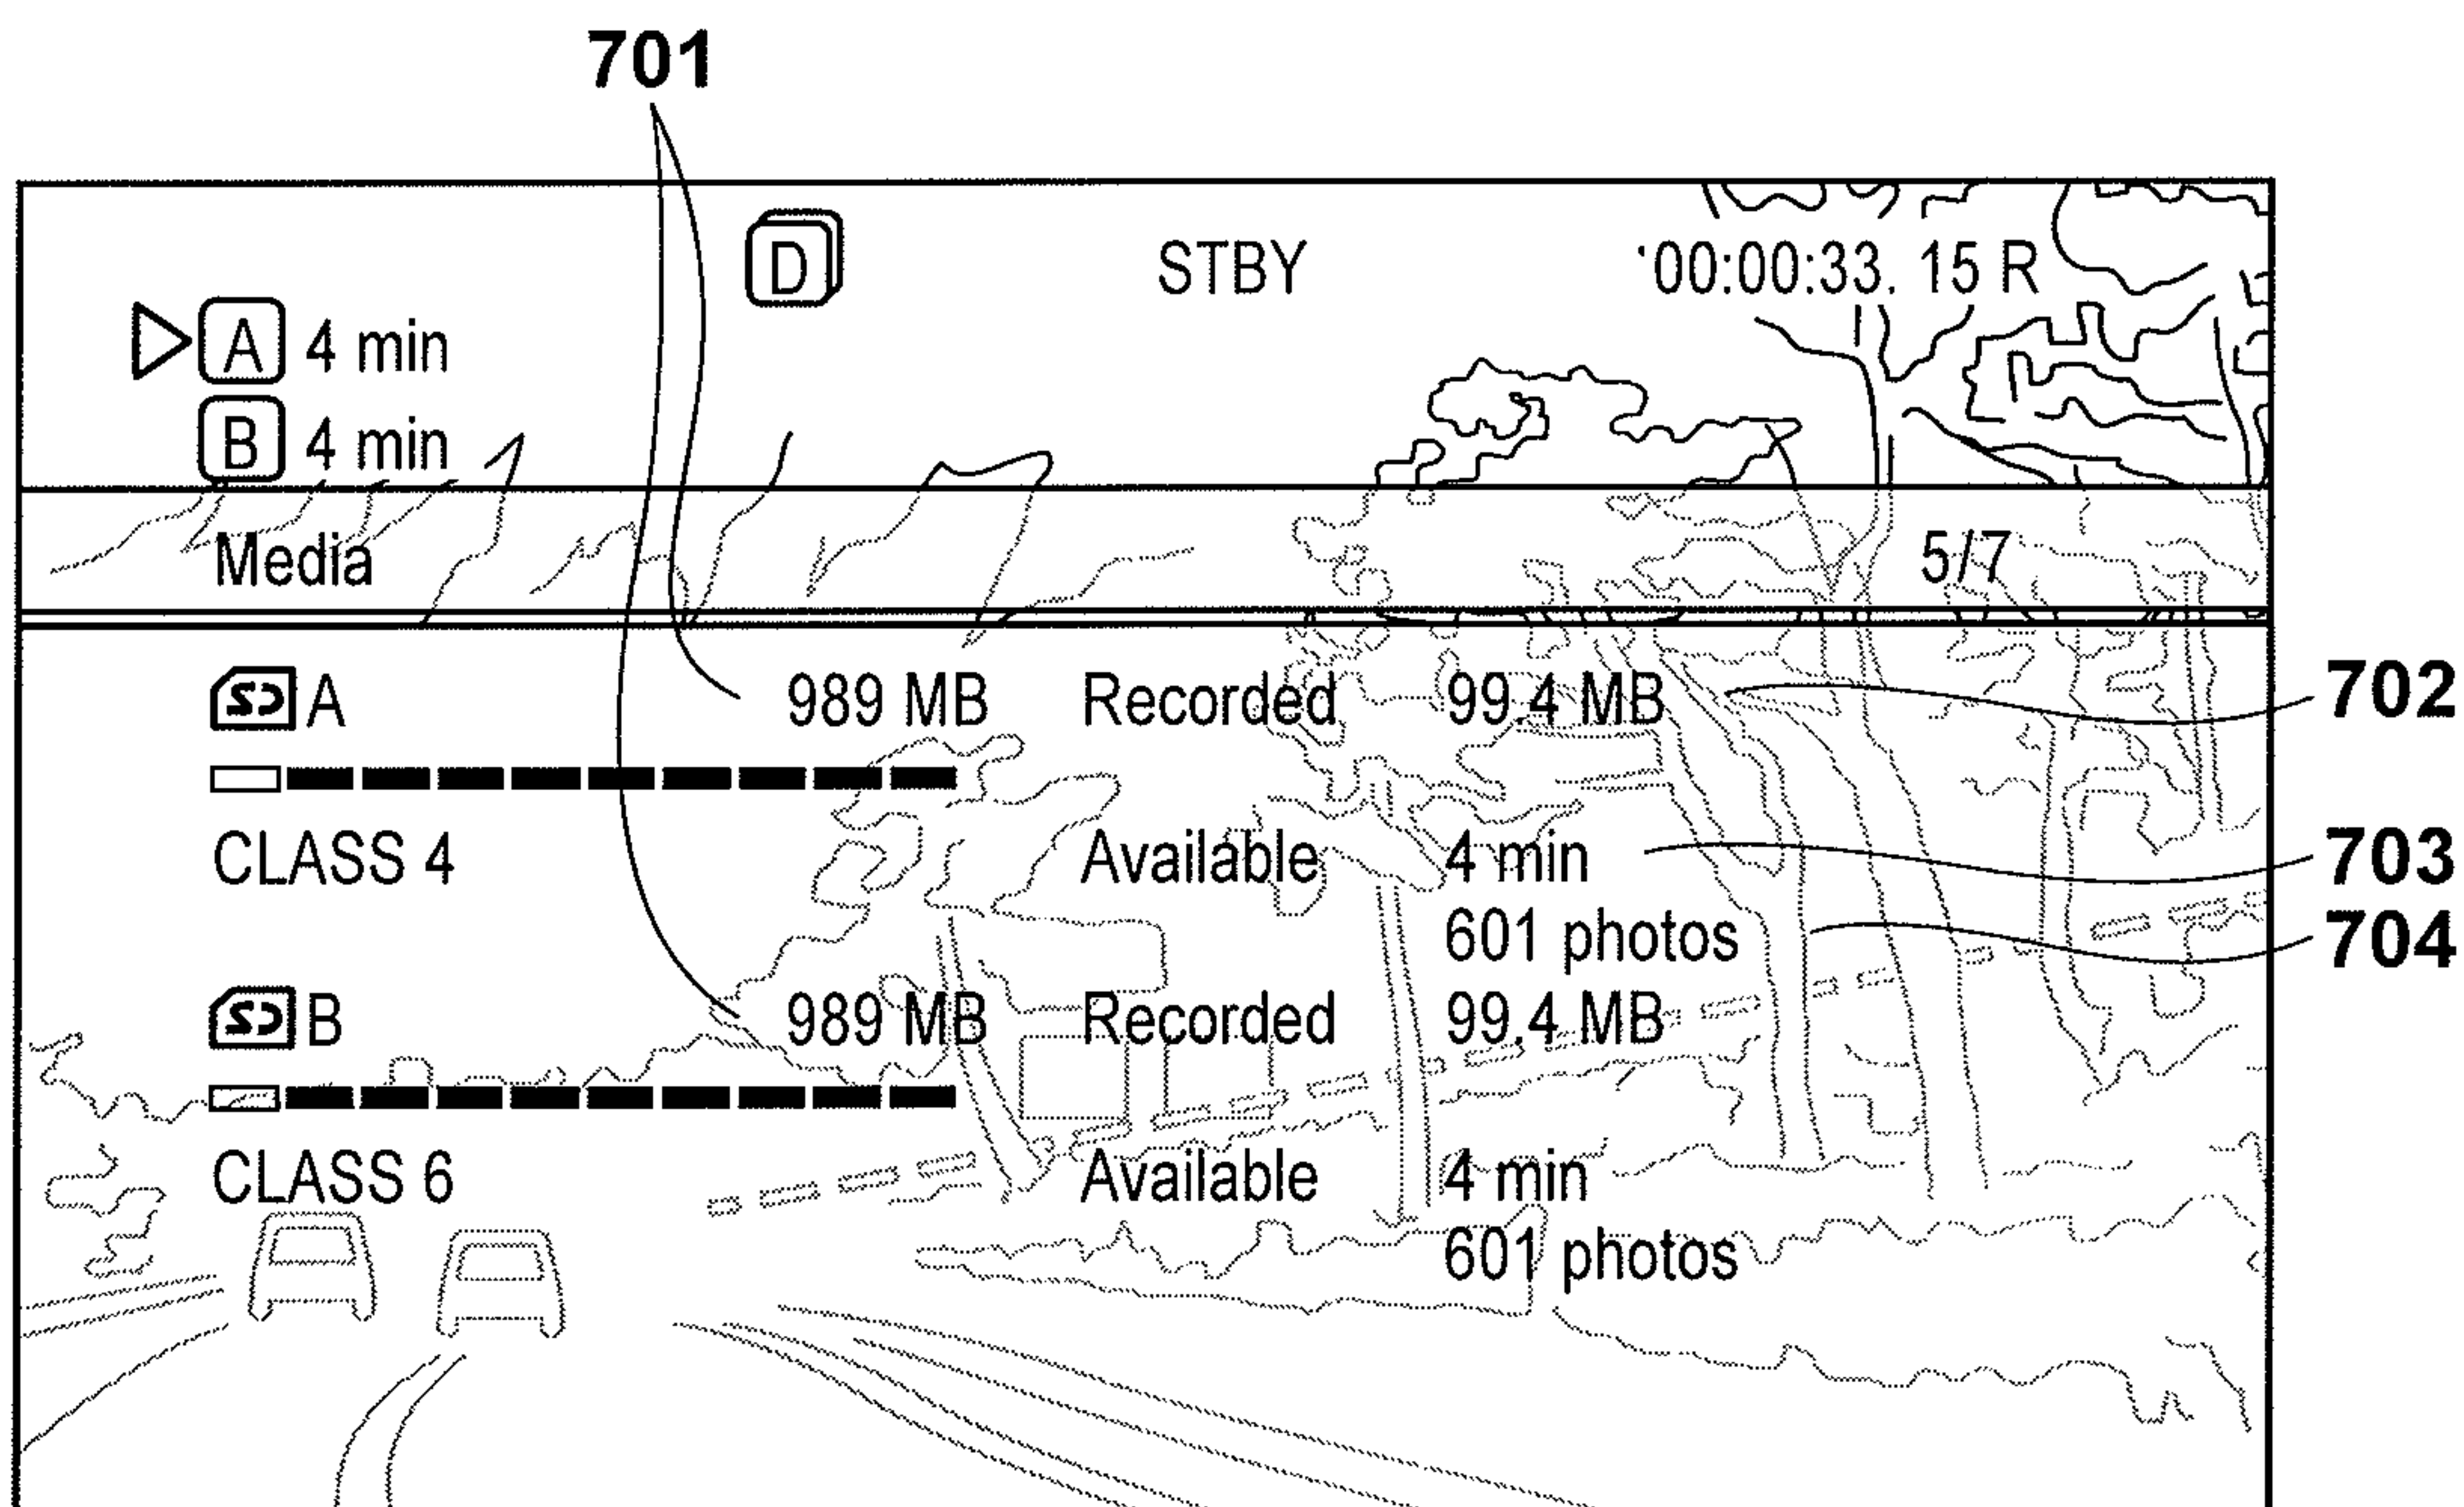 701
D STBY '00:00:33. 15 R
A 4 min
B 4 min
Media 5/7
SD A 989 MB Recorded 99.4 MB 702
CLASS 4 Available 4 min 703
601 photos 704
SD B 989 MB Recorded 99.4 MB
CLASS 6 Available 4 min
601 photos